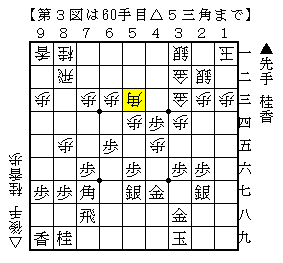 【第３図は60手目△５三角まで】
９ ８ ７ ６ ５ ４ ３ ２ １
香 桂 銀 玉 一
飛 金 銀 二
歩 歩 歩 角 金 歩 歩 三
歩 歩 歩 四
歩 歩 歩 五
歩 歩 歩 歩 六
歩 歩 角 銀 金 歩 七
飛 金 八
香 桂 玉 九
▲先手 桂香
△後手 桂香歩